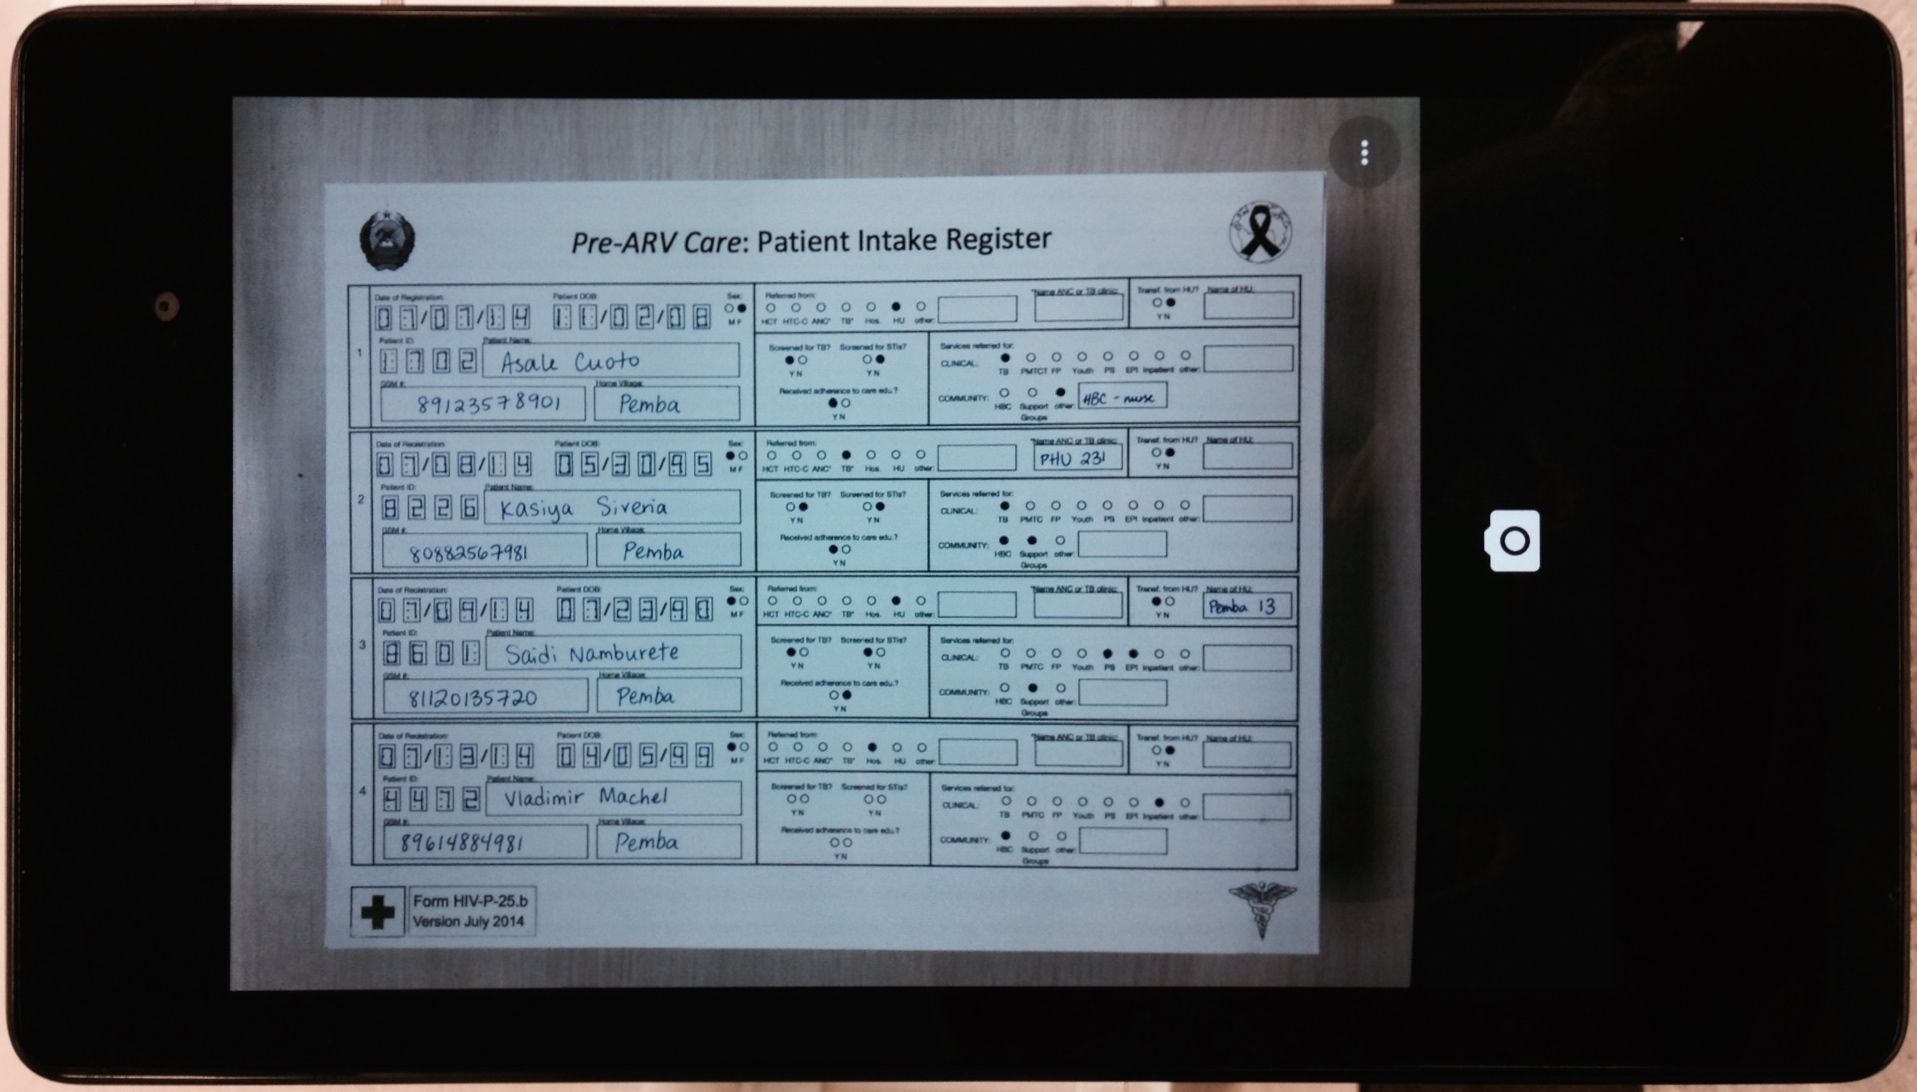 Pre-ARV Care: Patient Intake Register
1
Date of Registration: Patient DOB: Sex: Referred from: *Name ANC or TB clinic: Transf. from HU? Name of HU:
07/07/14 11/02/08 M F HCT HTC-C ANC* TB* Hos. HU other: Y N
Patient ID: Patient Name: Screened for TB? Screened for STIs? Services referred for:
1702 Asale Cuoto Y N Y N CLINICAL: TB PMTCT FP Youth PS EPI Inpatient other:
GSM #: Home Village: Received adherence to care edu.?
89123578901 Pemba Y N COMMUNITY: HBC Support Groups other: HBC - nurse
2
Date of Registration: Patient DOB: Sex: Referred from: *Name ANC or TB clinic: Transf. from HU? Name of HU:
07/08/14 05/30/95 M F HCT HTC-C ANC* TB* Hos. HU other: PHU 231 Y N
Patient ID: Patient Name: Screened for TB? Screened for STIs? Services referred for:
8226 Kasiya Siveria Y N Y N CLINICAL: TB PMTC FP Youth PS EPI Inpatient other:
GSM #: Home Village: Received adherence to care edu.?
80882567981 Pemba Y N COMMUNITY: HBC Support Groups other:
3
Date of Registration: Patient DOB: Sex: Referred from: *Name ANC or TB clinic: Transf. from HU? Name of HU:
07/09/14 07/23/90 M F HCT HTC-C ANC* TB* Hos. HU other: Y N Pemba 13
Patient ID: Patient Name: Screened for TB? Screened for STIs? Services referred for:
8601 Saidi Namburete Y N Y N CLINICAL: TB PMTC FP Youth PS EPI Inpatient other:
GSM #: Home Village: Received adherence to care edu.?
81120135720 Pemba Y N COMMUNITY: HBC Support Groups other:
4
Date of Registration: Patient DOB: Sex: Referred from: *Name ANC or TB clinic: Transf. from HU? Name of HU:
07/13/14 04/05/99 M F HCT HTC-C ANC* TB* Hos. HU other: Y N
Patient ID: Patient Name: Screened for TB? Screened for STIs? Services referred for:
4472 Vladimir Machel Y N Y N CLINICAL: TB PMTC FP Youth PS EPI Inpatient other:
GSM #: Home Village: Received adherence to care edu.?
89614884981 Pemba Y N COMMUNITY: HBC Support Groups other:
Form HIV-P-25.b
Version July 2014